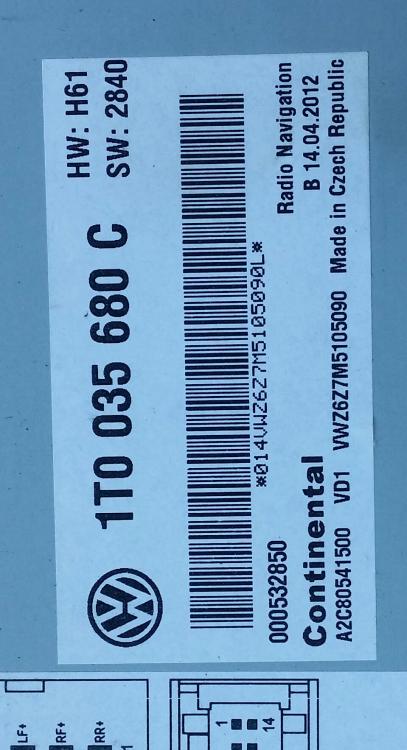 1T0 035 680 C
HW: H61
SW: 2840
*014VWZ6Z7M5105090L*
000532850
Radio Navigation
Continental
B 14.04.2012
A2C80541500 VD1 VWZ6Z7M5105090 Made in Czech Republic
LF+
RF+
RR+
1
1
14